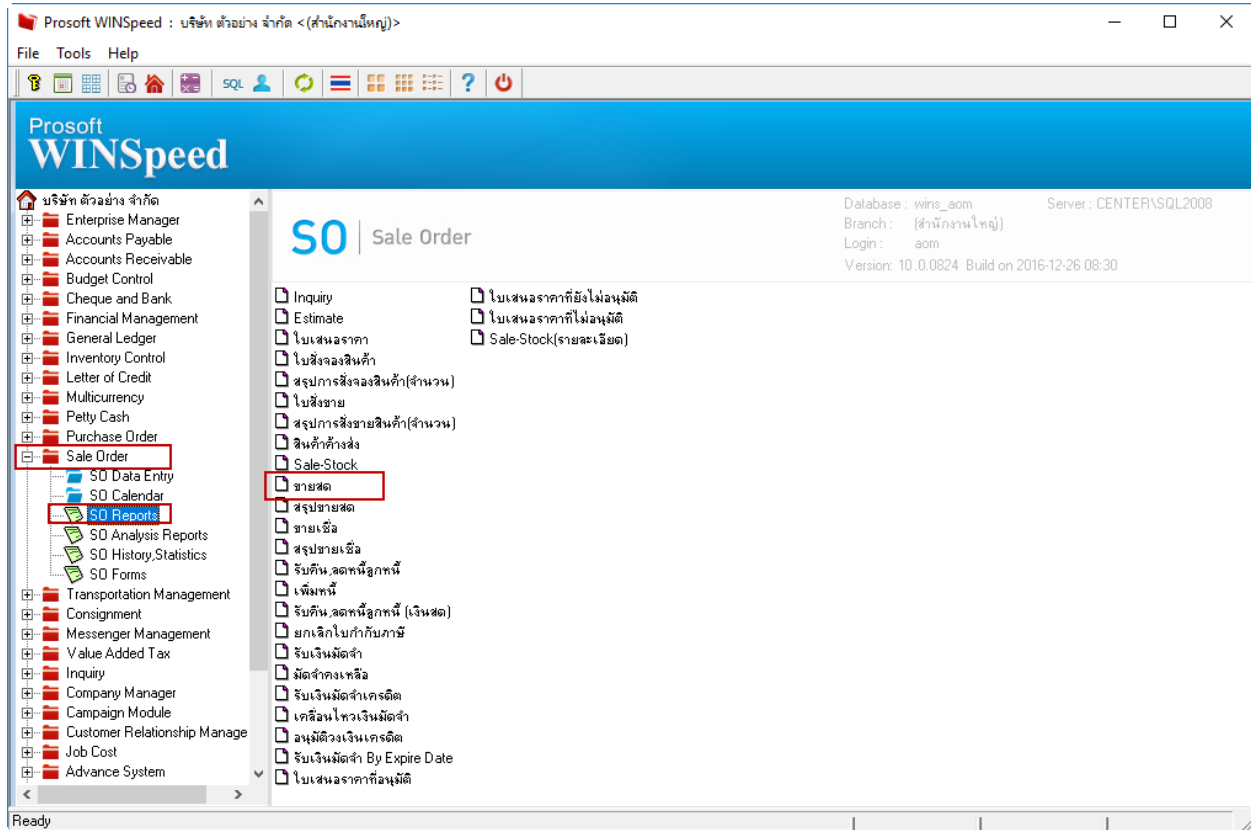 Prosoft WINSpeed : บริษัท ตัวอย่าง จำกัด <(สำนักงานใหญ่)>
File Tools Help
SQL
Prosoft
WINSpeed
บริษัท ตัวอย่าง จำกัด
Enterprise Manager
Accounts Payable
Accounts Receivable
Budget Control
Cheque and Bank
Financial Management
General Ledger
Inventory Control
Letter of Credit
Multicurrency
Petty Cash
Purchase Order
Sale Order
SO Data Entry
SO Calendar
SO Reports
SO Analysis Reports
SO History,Statistics
SO Forms
Transportation Management
Consignment
Messenger Management
Value Added Tax
Inquiry
Company Manager
Campaign Module
Customer Relationship Manage
Job Cost
Advance System
SO Sale Order
Database : wins_aom Server : CENTER\SQL2008
Branch : (สำนักงานใหญ่)
Login : aom
Version: 10.0.0824 Build on 2016-12-26 08:30
Inquiry
Estimate
ใบเสนอราคา
ใบสั่งจองสินค้า
สรุปการสั่งจองสินค้า(จำนวน)
ใบสั่งขาย
สรุปการสั่งขายสินค้า(จำนวน)
สินค้าค้างส่ง
Sale-Stock
ขายสด
สรุปขายสด
ขายเชื่อ
สรุปขายเชื่อ
รับคืน,ลดหนี้ลูกหนี้
เพิ่มหนี้
รับคืน,ลดหนี้ลูกหนี้ (เงินสด)
ยกเลิกใบกำกับภาษี
รับเงินมัดจำ
มัดจำคงเหลือ
รับเงินมัดจำเครดิต
เคลื่อนไหวเงินมัดจำ
อนุมัติวงเงินเครดิต
รับเงินมัดจำ By Expire Date
ใบเสนอราคาที่อนุมัติ
ใบเสนอราคาที่ยังไม่อนุมัติ
ใบเสนอราคาที่ไม่อนุมัติ
Sale-Stock(รายละเอียด)
Ready